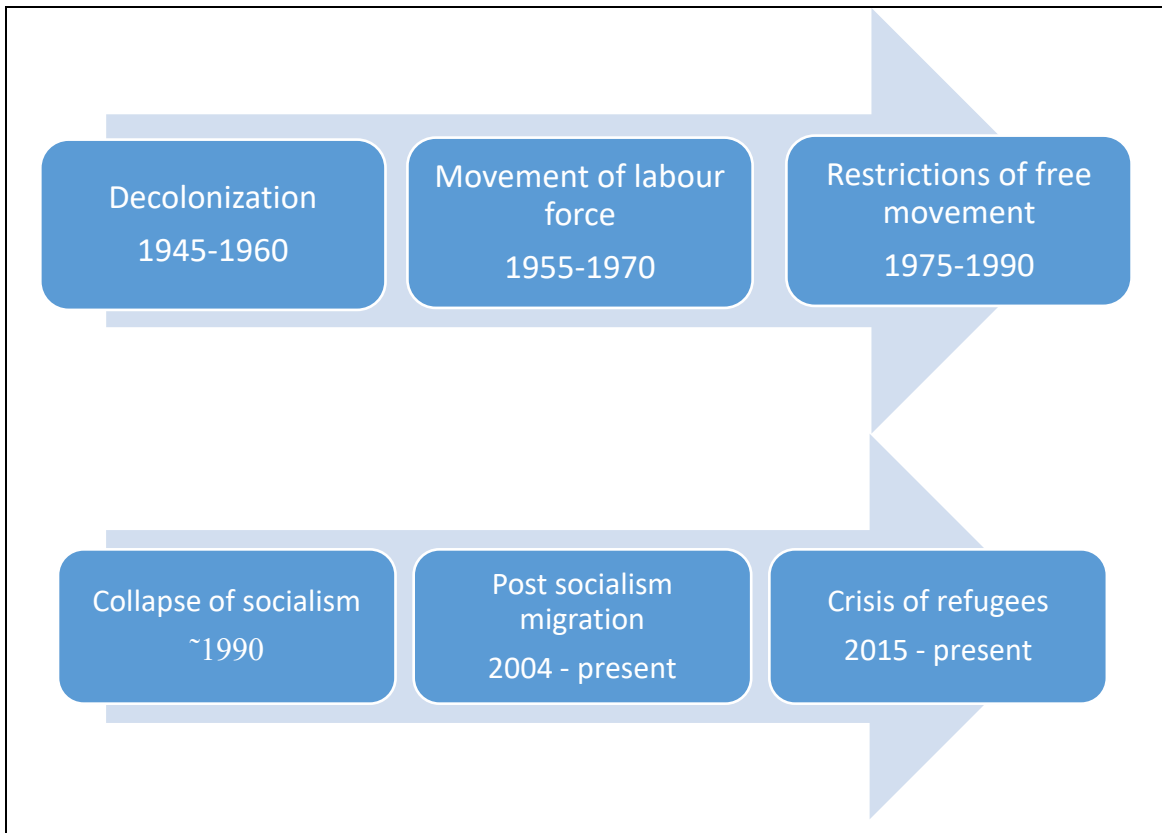 Decolonization
1945-1960
Movement of labour
force
1955-1970
Restrictions of free
movement
1975-1990
Collapse of socialism
~1990
Post socialism
migration
2004 - present
Crisis of refugees
2015 - present